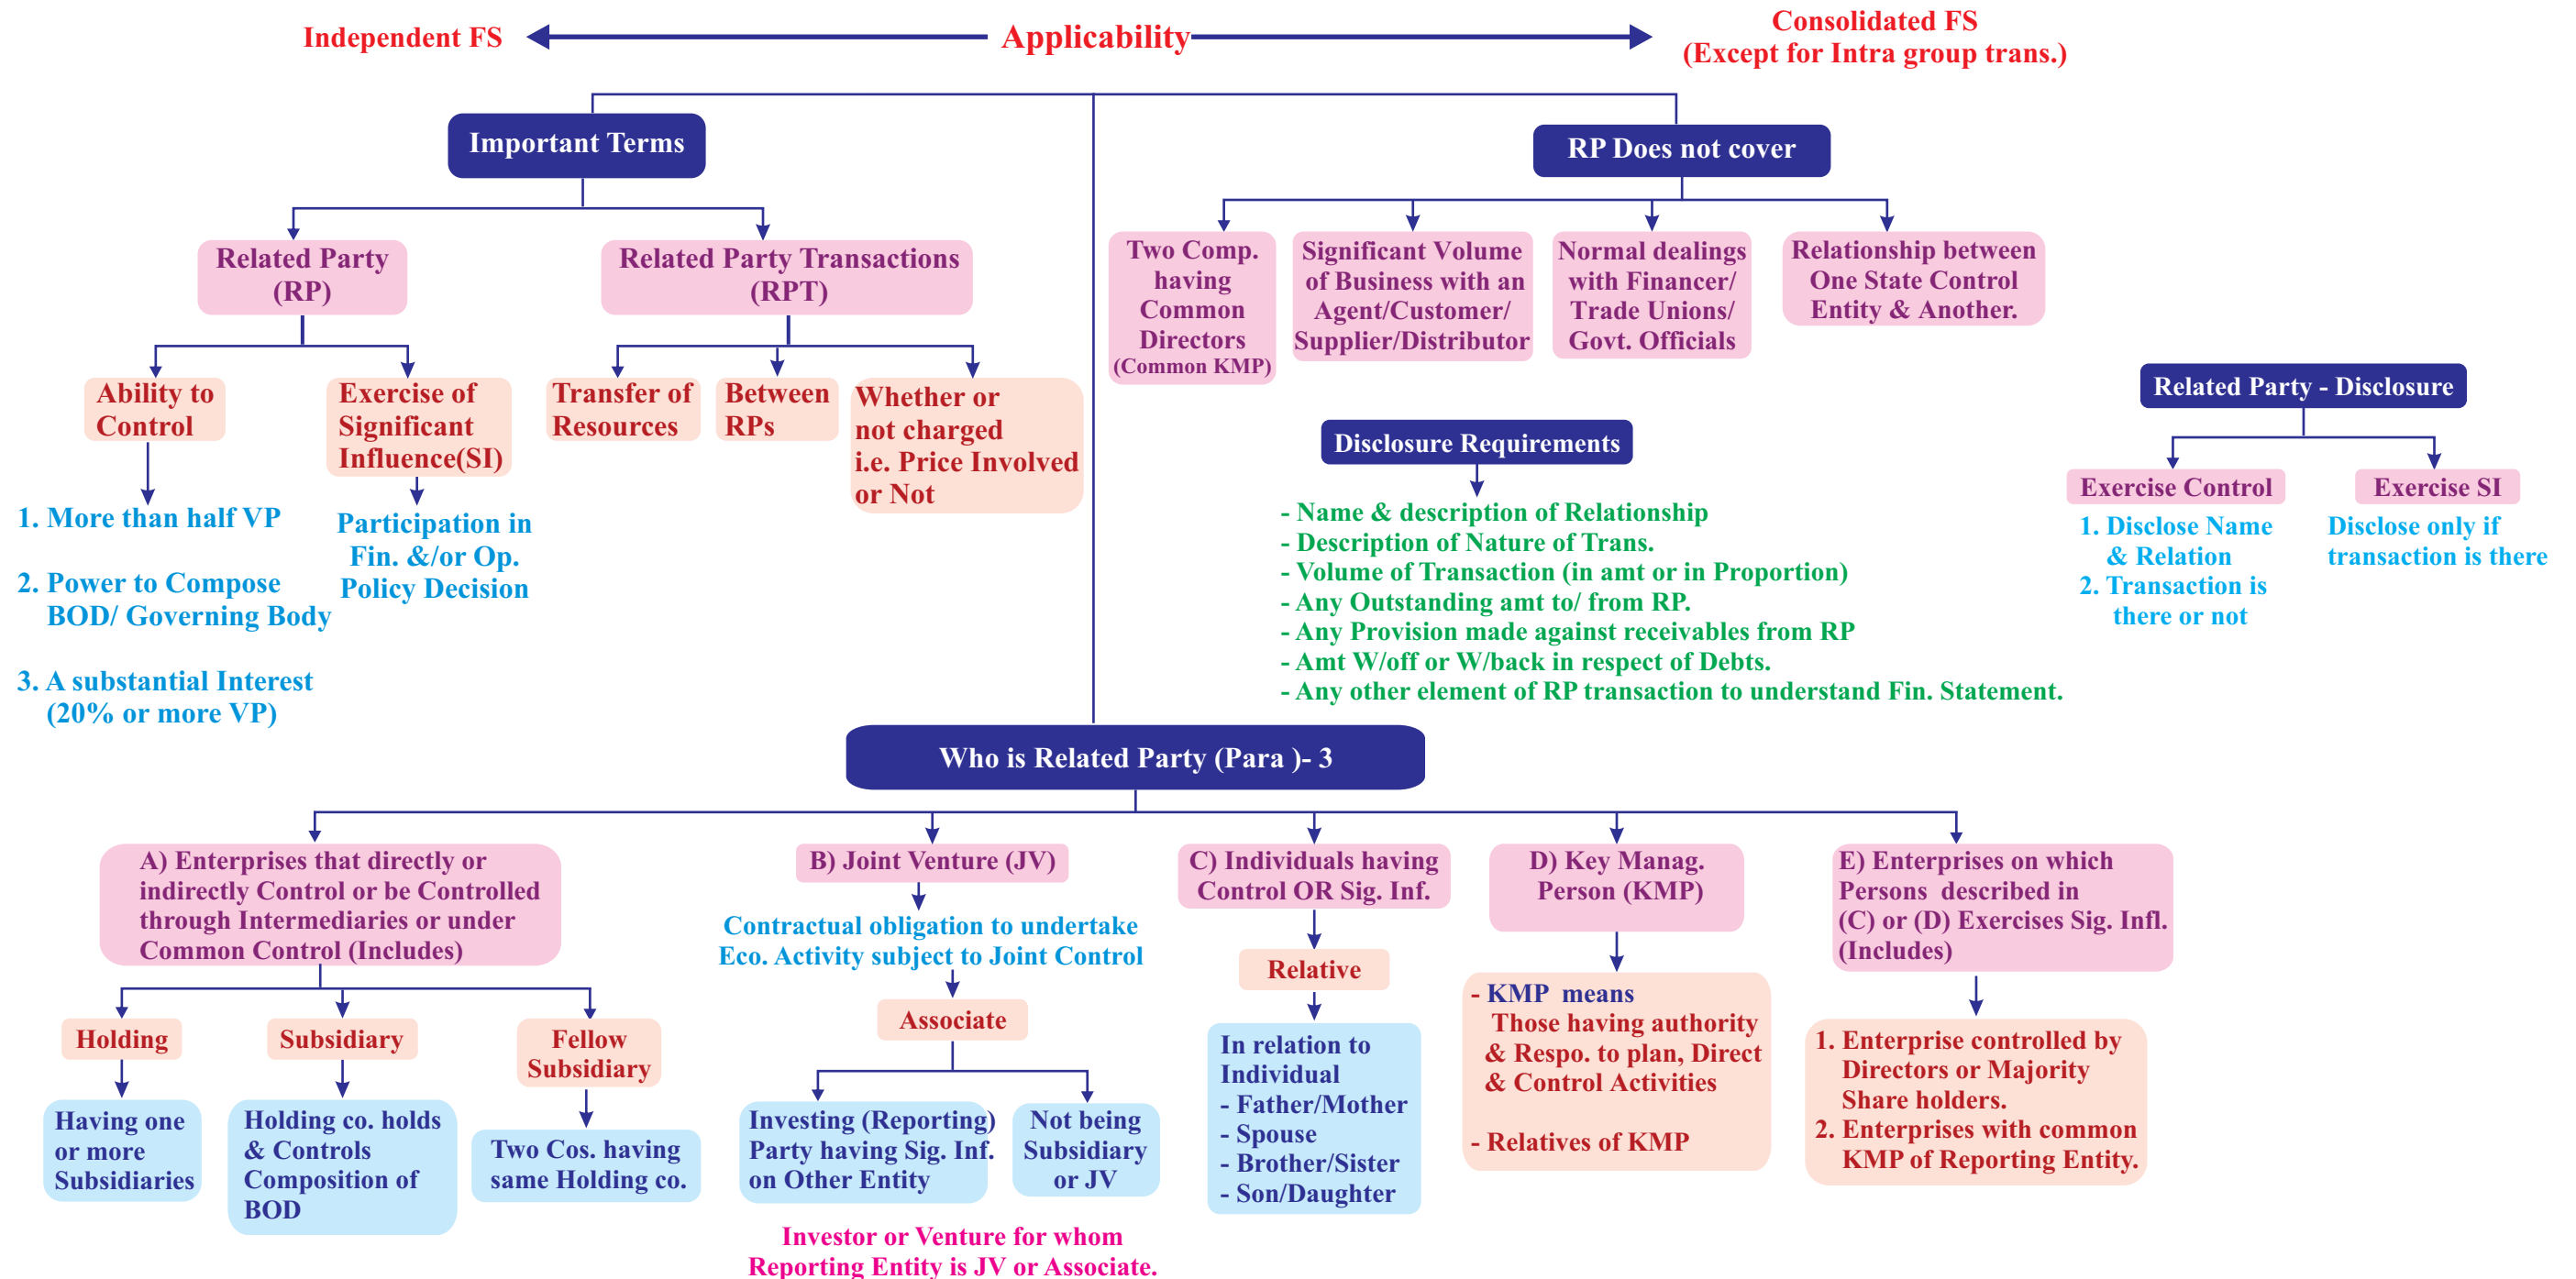 Independent FS
Applicability
Consolidated FS
(Except for Intra group trans.)
Important Terms
RP Does not cover
Related Party
(RP)
Related Party Transactions
(RPT)
Two Comp.
having
Common
Directors
(Common KMP)
Significant Volume
of Business with an
Agent/Customer/
Supplier/Distributor
Normal dealings
with Financer/
Trade Unions/
Govt. Officials
Relationship between
One State Control
Entity & Another.
Ability to
Control
Exercise of
Significant
Influence(SI)
Transfer of
Resources
Between
RPs
Whether or
not charged
i.e. Price Involved
or Not
1. More than half VP
2. Power to Compose
BOD/ Governing Body
3. A substantial Interest
(20% or more VP)
Participation in
Fin. &/or Op.
Policy Decision
Disclosure Requirements
- Name & description of Relationship
- Description of Nature of Trans.
- Volume of Transaction (in amt or in Proportion)
- Any Outstanding amt to/ from RP.
- Any Provision made against receivables from RP
- Amt W/off or W/back in respect of Debts.
- Any other element of RP transaction to understand Fin. Statement.
Related Party - Disclosure
Exercise Control
1. Disclose Name
& Relation
2. Transaction is
there or not
Exercise SI
Disclose only if
transaction is there
Who is Related Party (Para )- 3
A) Enterprises that directly or
indirectly Control or be Controlled
through Intermediaries or under
Common Control (Includes)
Holding
Having one
or more
Subsidiaries
Subsidiary
Holding co. holds
& Controls
Composition of
BOD
Fellow
Subsidiary
Two Cos. having
same Holding co.
B) Joint Venture (JV)
Contractual obligation to undertake
Eco. Activity subject to Joint Control
Associate
Investing (Reporting)
Party having Sig. Inf.
on Other Entity
Not being
Subsidiary
or JV
Investor or Venture for whom
Reporting Entity is JV or Associate.
C) Individuals having
Control OR Sig. Inf.
Relative
In relation to
Individual
- Father/Mother
- Spouse
- Brother/Sister
- Son/Daughter
D) Key Manag.
Person (KMP)
- KMP means
Those having authority
& Respo. to plan, Direct
& Control Activities
- Relatives of KMP
E) Enterprises on which
Persons described in
(C) or (D) Exercises Sig. Infl.
(Includes)
1. Enterprise controlled by
Directors or Majority
Share holders.
2. Enterprises with common
KMP of Reporting Entity.